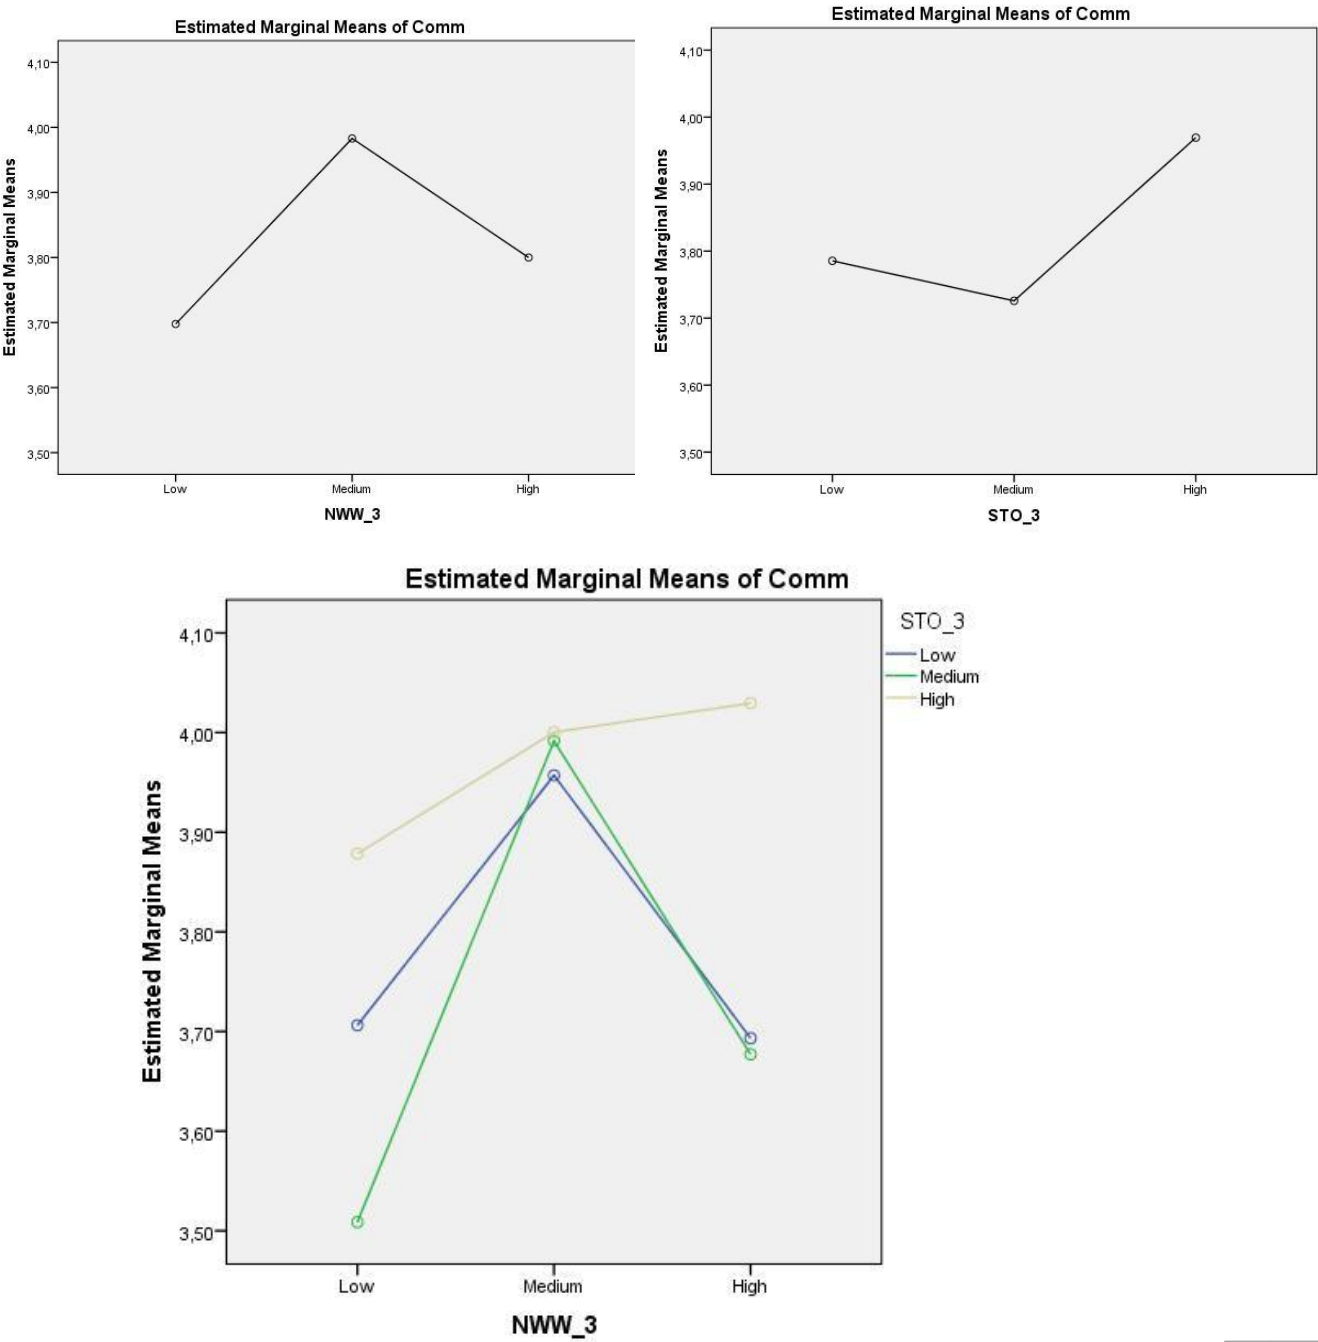 Estimated Marginal Means of Comm
Estimated Marginal Means
4,10
4,00
3,90
3,80
3,70
3,60
3,50
Low Medium High
NWW_3
Estimated Marginal Means of Comm
Estimated Marginal Means
4,10
4,00
3,90
3,80
3,70
3,60
3,50
Low Medium High
STO_3
Estimated Marginal Means of Comm
Estimated Marginal Means
4,10
4,00
3,90
3,80
3,70
3,60
3,50
Low Medium High
NWW_3
STO_3
Low
Medium
High